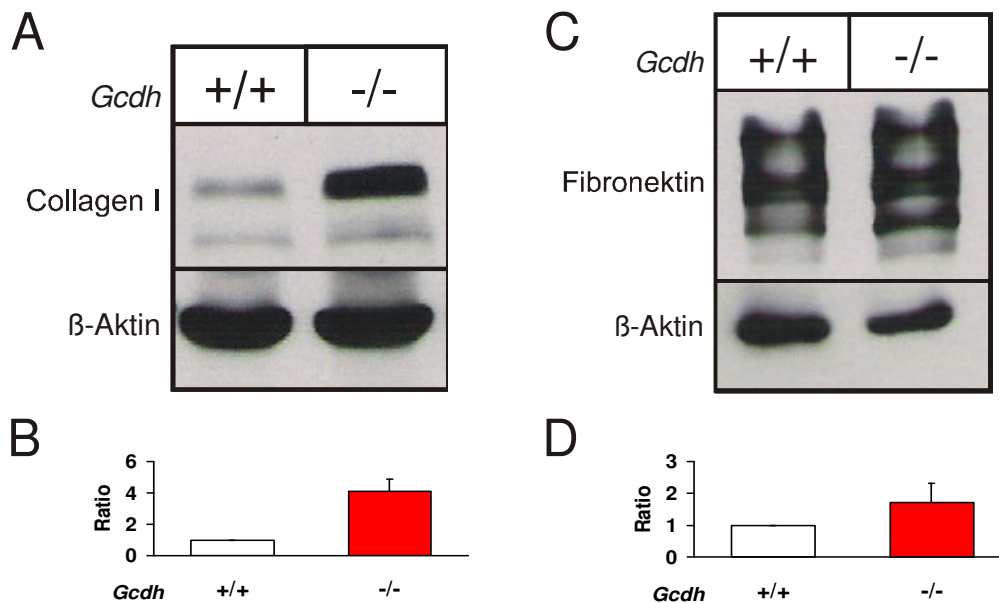 A
Gcdh +/+ -/-
Collagen I
ß-Aktin
B
Ratio
6
4
2
0
Gcdh +/+ -/-
C
Gcdh +/+ -/-
Fibronektin
ß-Aktin
D
Ratio
3
2
1
0
Gcdh +/+ -/-